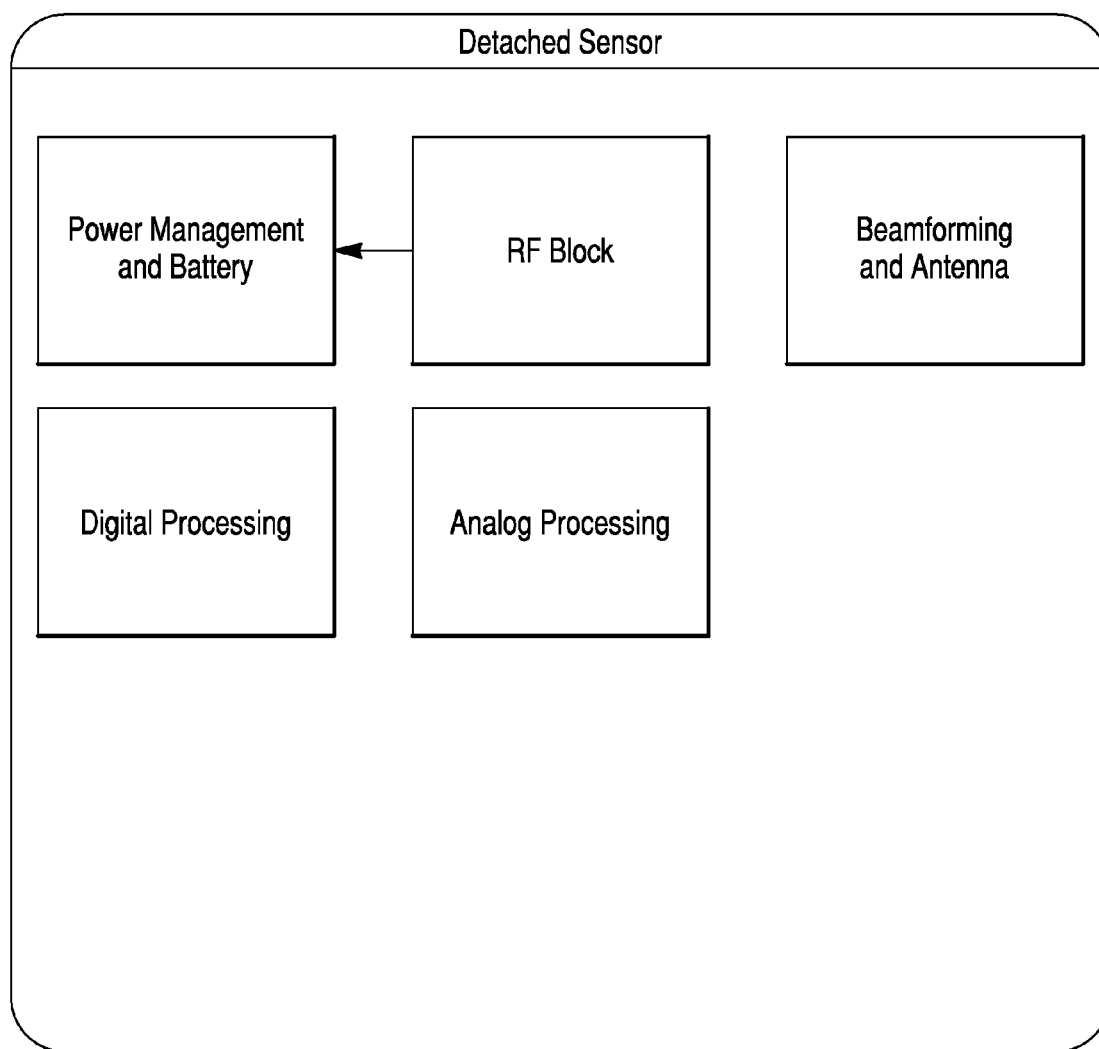 Detached Sensor
Power Management
and Battery
RF Block
Beamforming
and Antenna
Digital Processing
Analog Processing